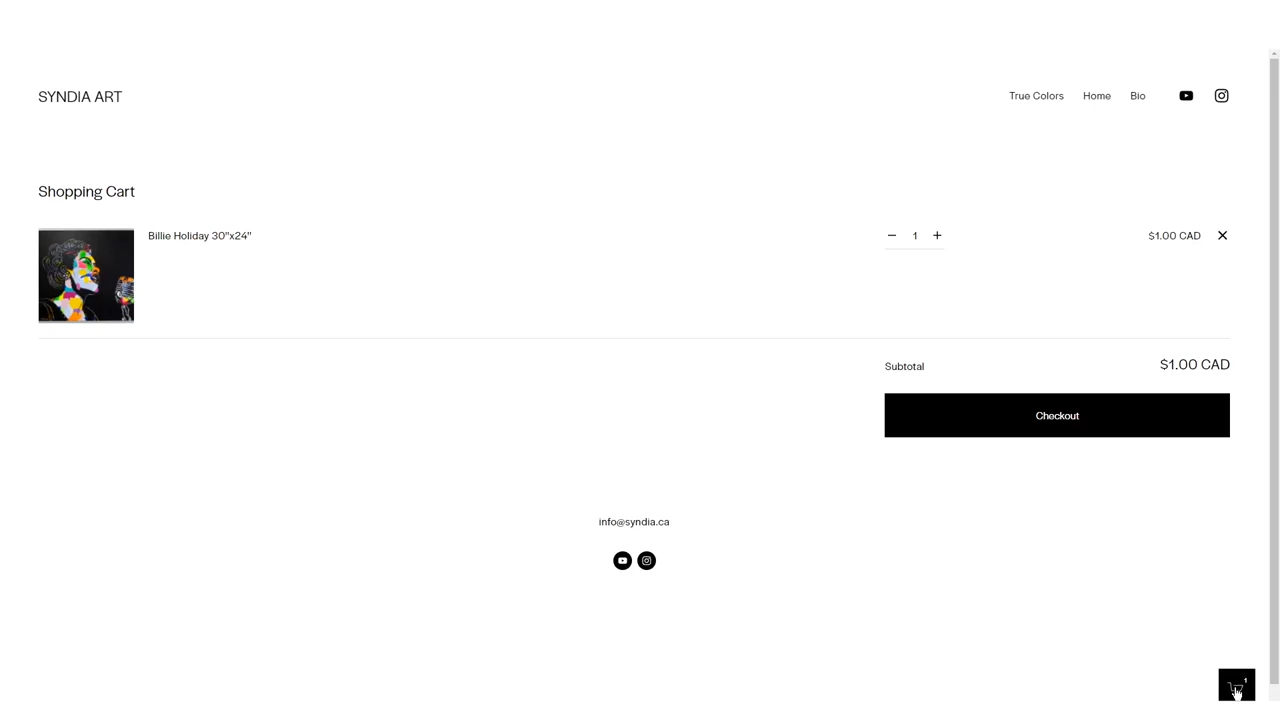 SYNDIA ART
True Colors Home Bio
Shopping Cart
Billie Holiday 30"x24" 1 $1.00 CAD
Subtotal $1.00 CAD
Checkout
info@syndia.ca
1